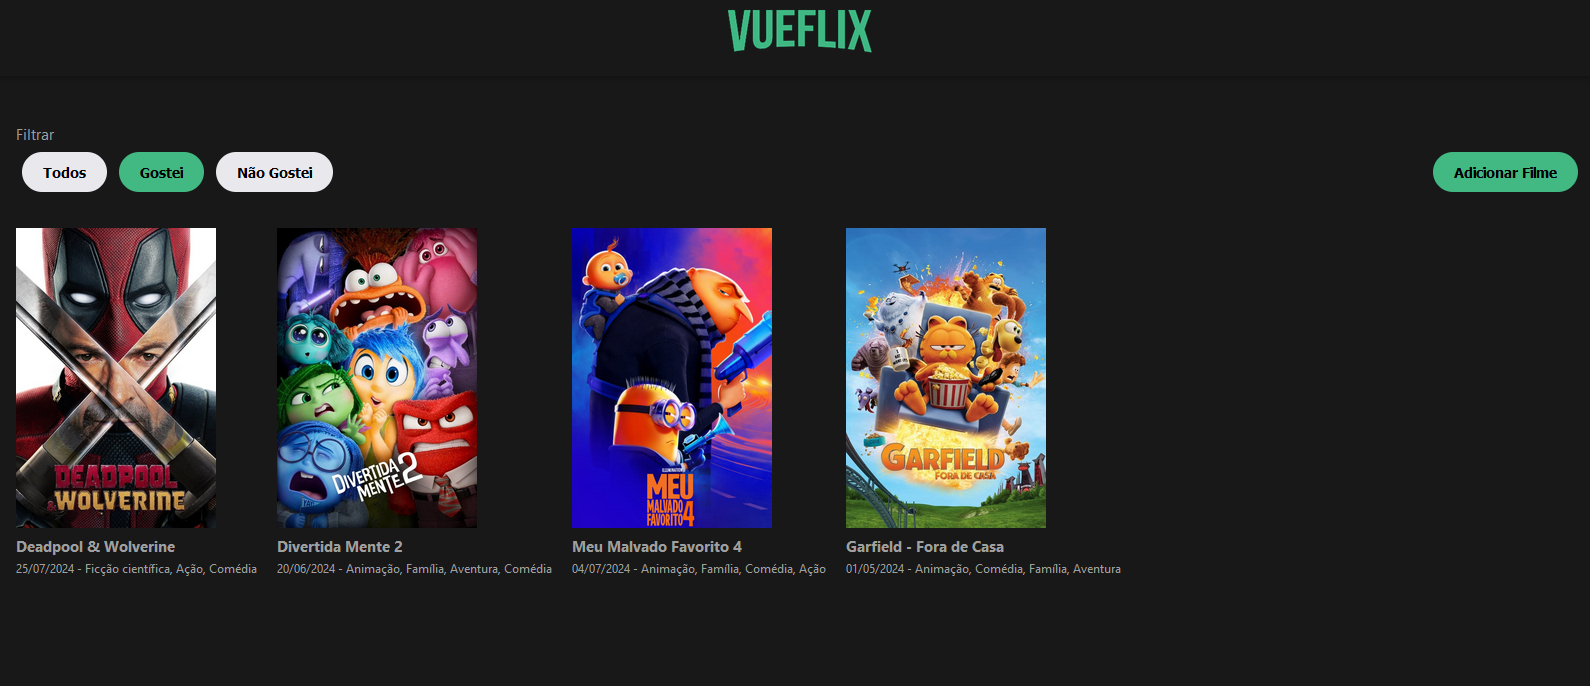 VUEFLIX
Filtrar
Todos
Gostei
Não Gostei
Adicionar Filme
DEADPOOL
& WOLVERINE
DIVERTIDA
MENTE 2
ILLUMINATION
MEU
MALVADO
FAVORITO 4
GARFIELD
FORA DE CASA
Deadpool & Wolverine
25/07/2024 - Ficção científica, Ação, Comédia
Divertida Mente 2
20/06/2024 - Animação, Família, Aventura, Comédia
Meu Malvado Favorito 4
04/07/2024 - Animação, Família, Comédia, Ação
Garfield - Fora de Casa
01/05/2024 - Animação, Comédia, Família, Aventura